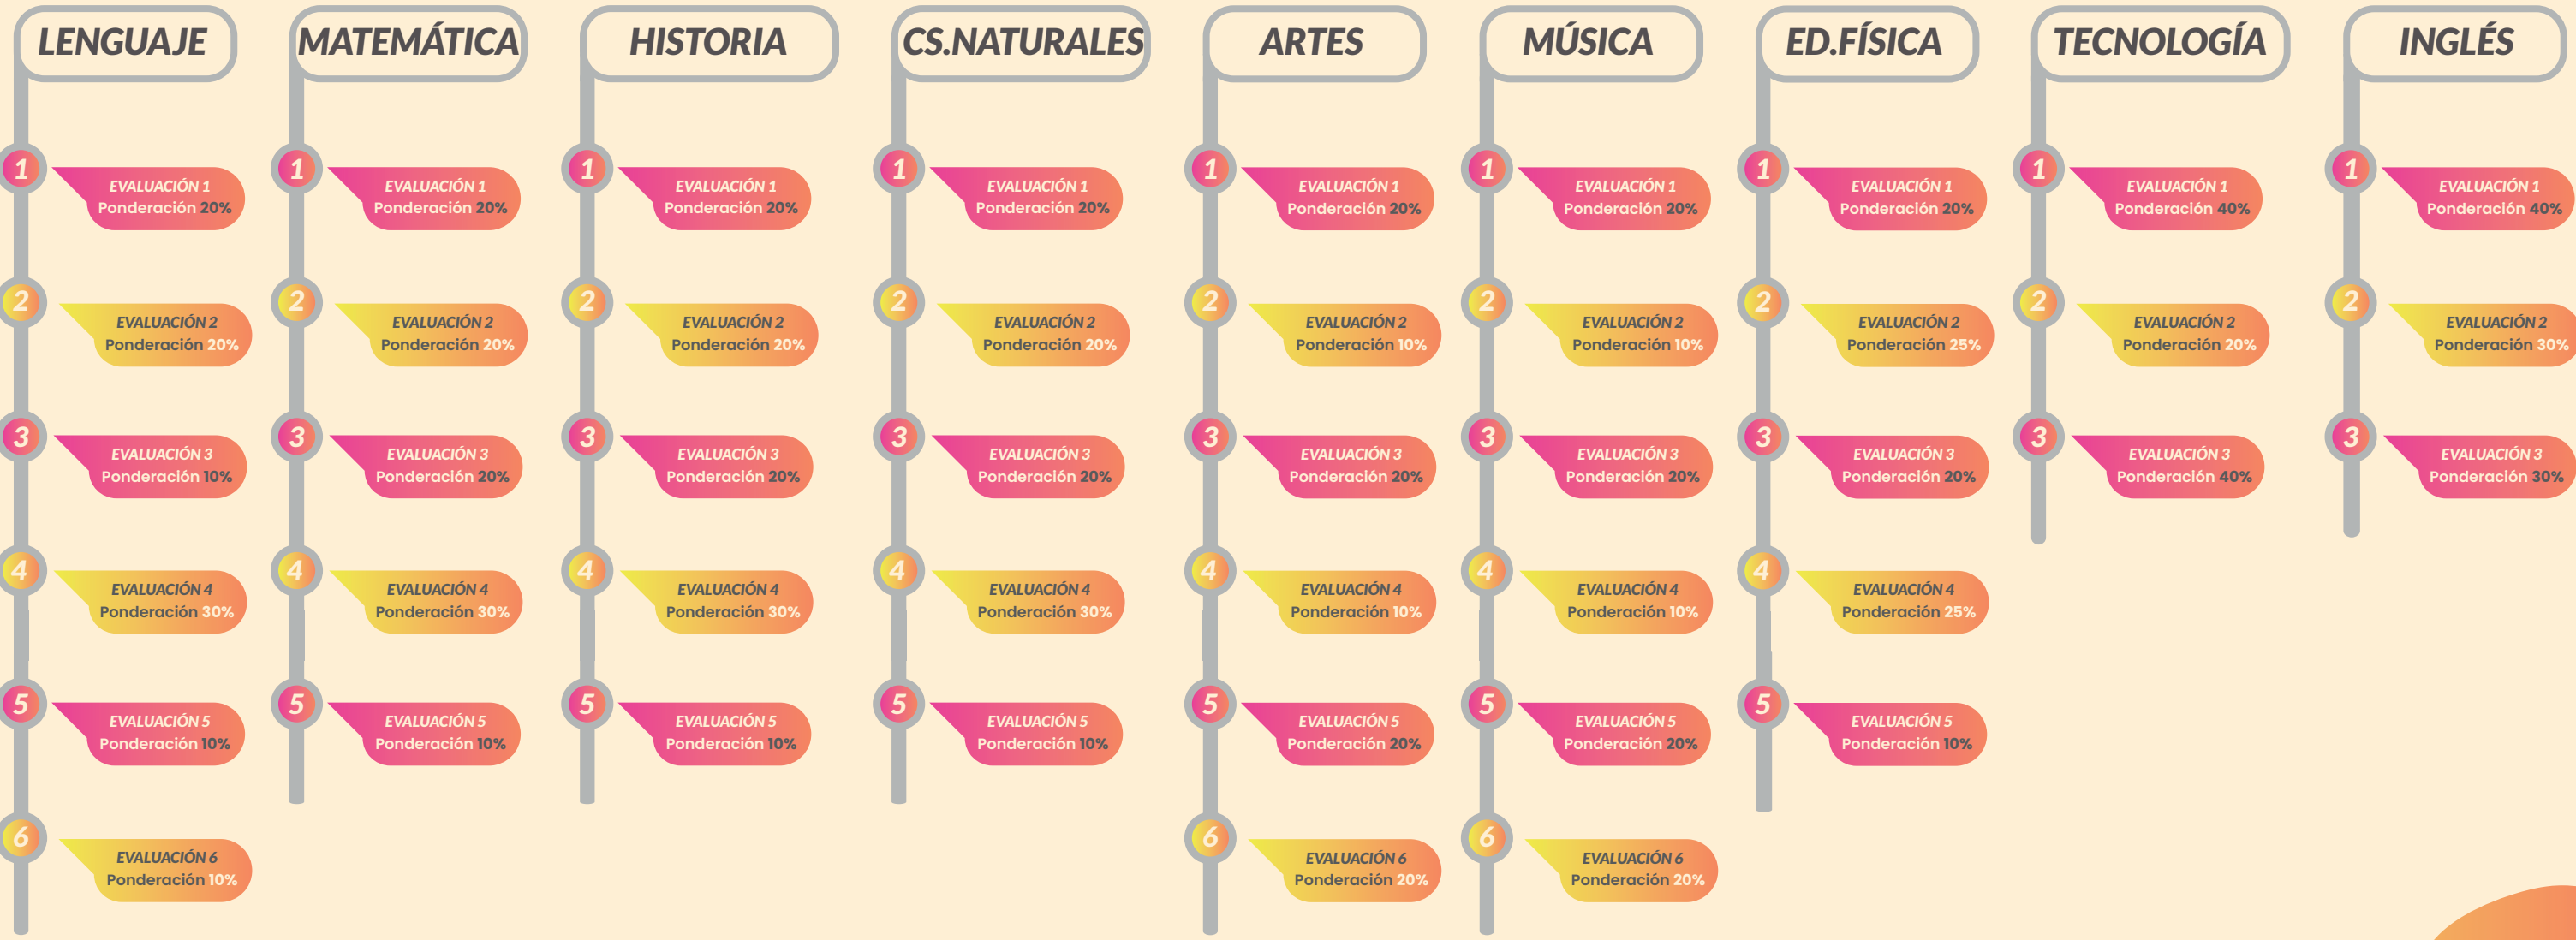 LENGUAJE
1
EVALUACIÓN 1
Ponderación 20%
2
EVALUACIÓN 2
Ponderación 20%
3
EVALUACIÓN 3
Ponderación 10%
4
EVALUACIÓN 4
Ponderación 30%
5
EVALUACIÓN 5
Ponderación 10%
6
EVALUACIÓN 6
Ponderación 10%
MATEMÁTICA
1
EVALUACIÓN 1
Ponderación 20%
2
EVALUACIÓN 2
Ponderación 20%
3
EVALUACIÓN 3
Ponderación 20%
4
EVALUACIÓN 4
Ponderación 30%
5
EVALUACIÓN 5
Ponderación 10%
HISTORIA
1
EVALUACIÓN 1
Ponderación 20%
2
EVALUACIÓN 2
Ponderación 20%
3
EVALUACIÓN 3
Ponderación 20%
4
EVALUACIÓN 4
Ponderación 30%
5
EVALUACIÓN 5
Ponderación 10%
CS.NATURALES
1
EVALUACIÓN 1
Ponderación 20%
2
EVALUACIÓN 2
Ponderación 20%
3
EVALUACIÓN 3
Ponderación 20%
4
EVALUACIÓN 4
Ponderación 30%
5
EVALUACIÓN 5
Ponderación 10%
ARTES
1
EVALUACIÓN 1
Ponderación 20%
2
EVALUACIÓN 2
Ponderación 10%
3
EVALUACIÓN 3
Ponderación 20%
4
EVALUACIÓN 4
Ponderación 10%
5
EVALUACIÓN 5
Ponderación 20%
6
EVALUACIÓN 6
Ponderación 20%
MÚSICA
1
EVALUACIÓN 1
Ponderación 20%
2
EVALUACIÓN 2
Ponderación 10%
3
EVALUACIÓN 3
Ponderación 20%
4
EVALUACIÓN 4
Ponderación 10%
5
EVALUACIÓN 5
Ponderación 20%
6
EVALUACIÓN 6
Ponderación 20%
ED.FÍSICA
1
EVALUACIÓN 1
Ponderación 20%
2
EVALUACIÓN 2
Ponderación 25%
3
EVALUACIÓN 3
Ponderación 20%
4
EVALUACIÓN 4
Ponderación 25%
5
EVALUACIÓN 5
Ponderación 10%
TECNOLOGÍA
1
EVALUACIÓN 1
Ponderación 40%
2
EVALUACIÓN 2
Ponderación 20%
3
EVALUACIÓN 3
Ponderación 40%
INGLÉS
1
EVALUACIÓN 1
Ponderación 40%
2
EVALUACIÓN 2
Ponderación 30%
3
EVALUACIÓN 3
Ponderación 30%